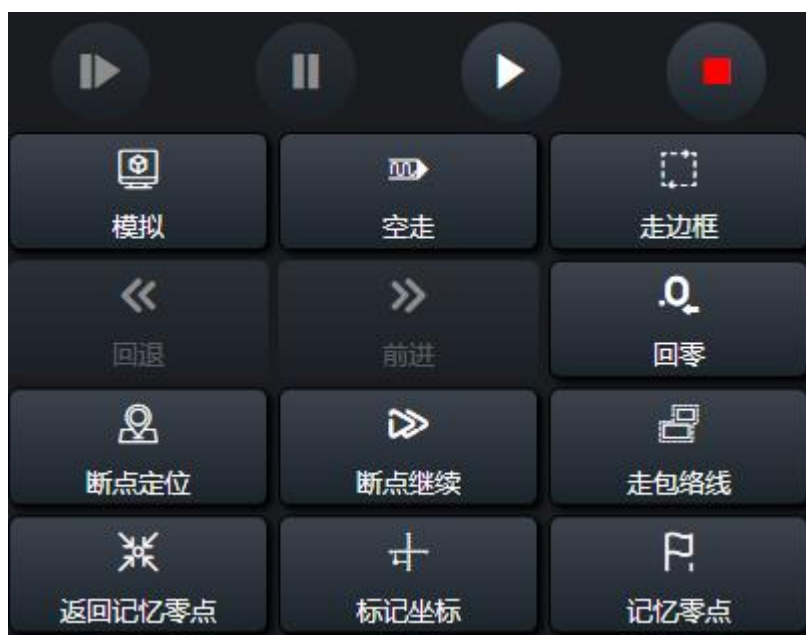 模拟
空走
走边框
回退
前进
回零
断点定位
断点继续
走包络线
返回记忆零点
标记坐标
记忆零点